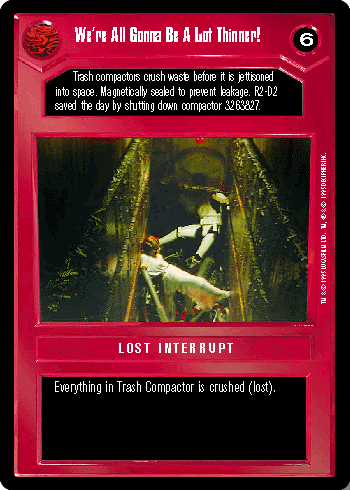 We're All Gonna Be A Lot Thinner!
6
Trash compactors crush waste before it is jettisoned
into space. Magnetically sealed to prevent leakage. R2-D2
saved the day by shutting down compactor 3263827.
LOST INTERRUPT
Everything in Trash Compactor is crushed (lost).